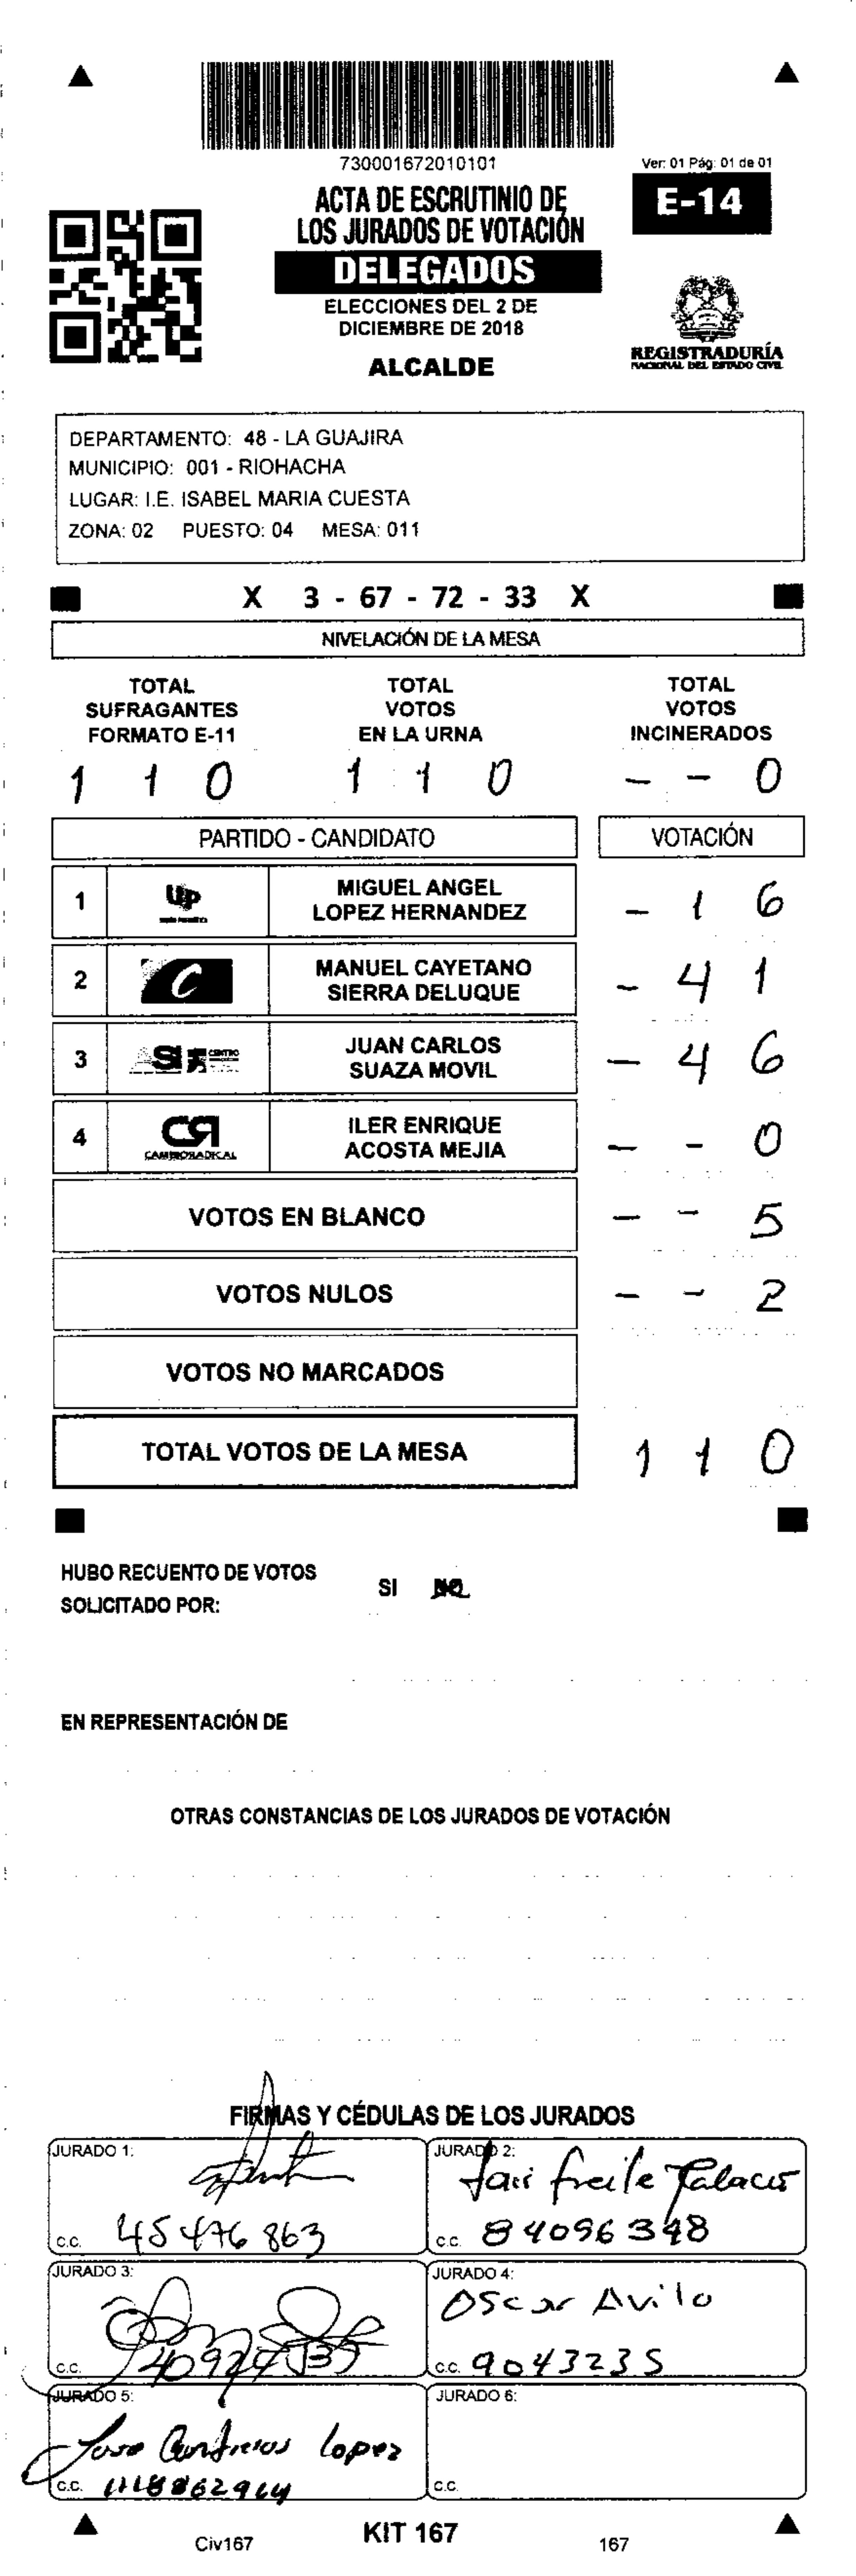 730001672010101
Ver: 01 Pág: 01 de 01
ACTA DE ESCRUTINIO DE
LOS JURADOS DE VOTACIÓN
E-14
DELEGADOS
ELECCIONES DEL 2 DE
DICIEMBRE DE 2018
ALCALDE
REGISTRADURÍA
NACIONAL DEL ESTADO CIVIL
DEPARTAMENTO: 48 - LA GUAJIRA
MUNICIPIO: 001 - RIOHACHA
LUGAR: I.E. ISABEL MARIA CUESTA
ZONA: 02 PUESTO: 04 MESA: 011
X 3 - 67 - 72 - 33 X
NIVELACIÓN DE LA MESA
TOTAL SUFRAGANTES FORMATO E-11
TOTAL VOTOS EN LA URNA
TOTAL VOTOS INCINERADOS
1 1 0 1 1 0 - - 0
PARTIDO - CANDIDATO VOTACIÓN
1 UP MIGUEL ANGEL
LOPEZ HERNANDEZ - 1 6
2 C MANUEL CAYETANO
SIERRA DELUQUE - 4 1
3 ASI CENTRO JUAN CARLOS
SUAZA MOVIL - 4 6
4 CR CAMBIO RADICAL ILER ENRIQUE
ACOSTA MEJIA - - 0
VOTOS EN BLANCO - - 5
VOTOS NULOS - - 2
VOTOS NO MARCADOS
TOTAL VOTOS DE LA MESA 1 1 0
HUBO RECUENTO DE VOTOS SI NO
SOLICITADO POR:
EN REPRESENTACIÓN DE
OTRAS CONSTANCIAS DE LOS JURADOS DE VOTACIÓN
FIRMAS Y CÉDULAS DE LOS JURADOS
JURADO 1:
c.c. 45476863
JURADO 2:
Jair freile Palacio
c.c. 84096348
JURADO 3:
c.c.
JURADO 4:
Oscar Avilo
c.c. 9043235
JURADO 5:
Jose Contreras Lopez
c.c. 1118862964
JURADO 6:
c.c.
Civ167 KIT 167 167